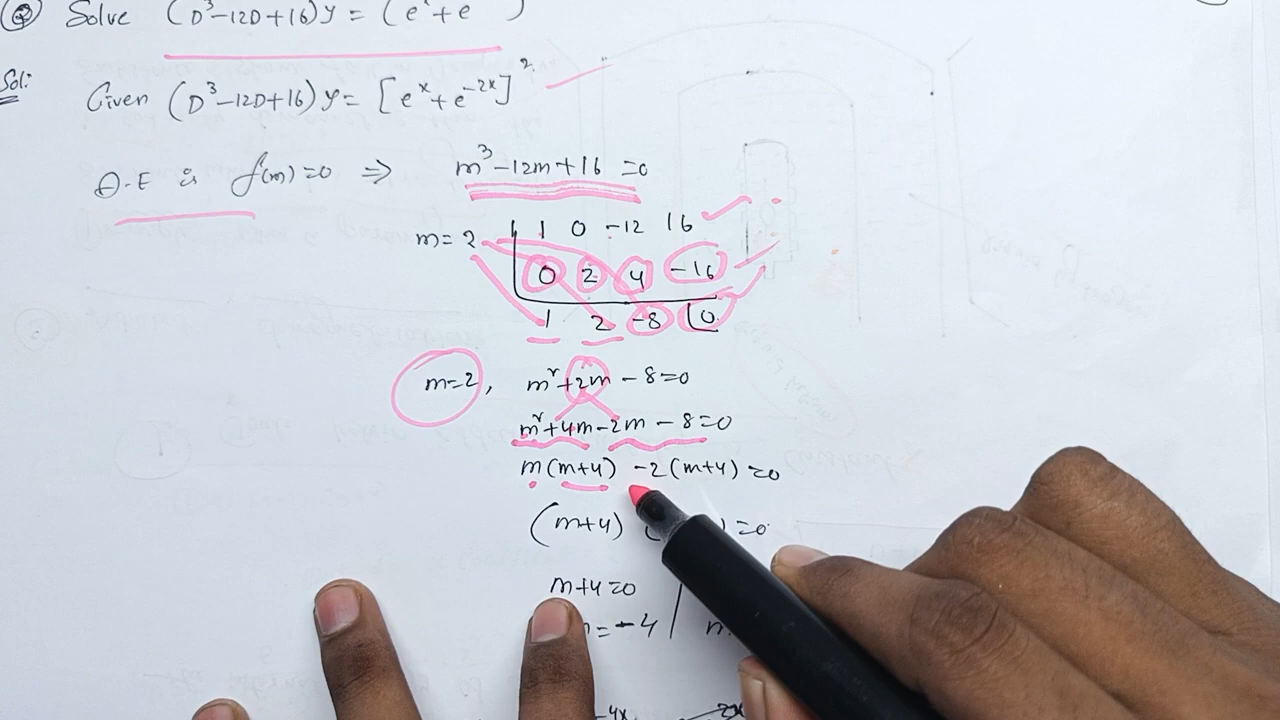 Q Solve (D³-12D+16)y = (eˣ+e )
Sol:
Given (D³-12D+16)y = [eˣ+e⁻²ˣ]²
A.E is f(m)=0 ⇒ m³-12m+16=0
m=2 | 1 0 -12 16
0 2 4 -16
1 2 -8 |0
m=2, m²+2m-8=0
m²+4m-2m-8=0
m(m+4) -2(m+4)=0
(m+4) ( )=0
m+4=0
= -4 | m
-4x 2x